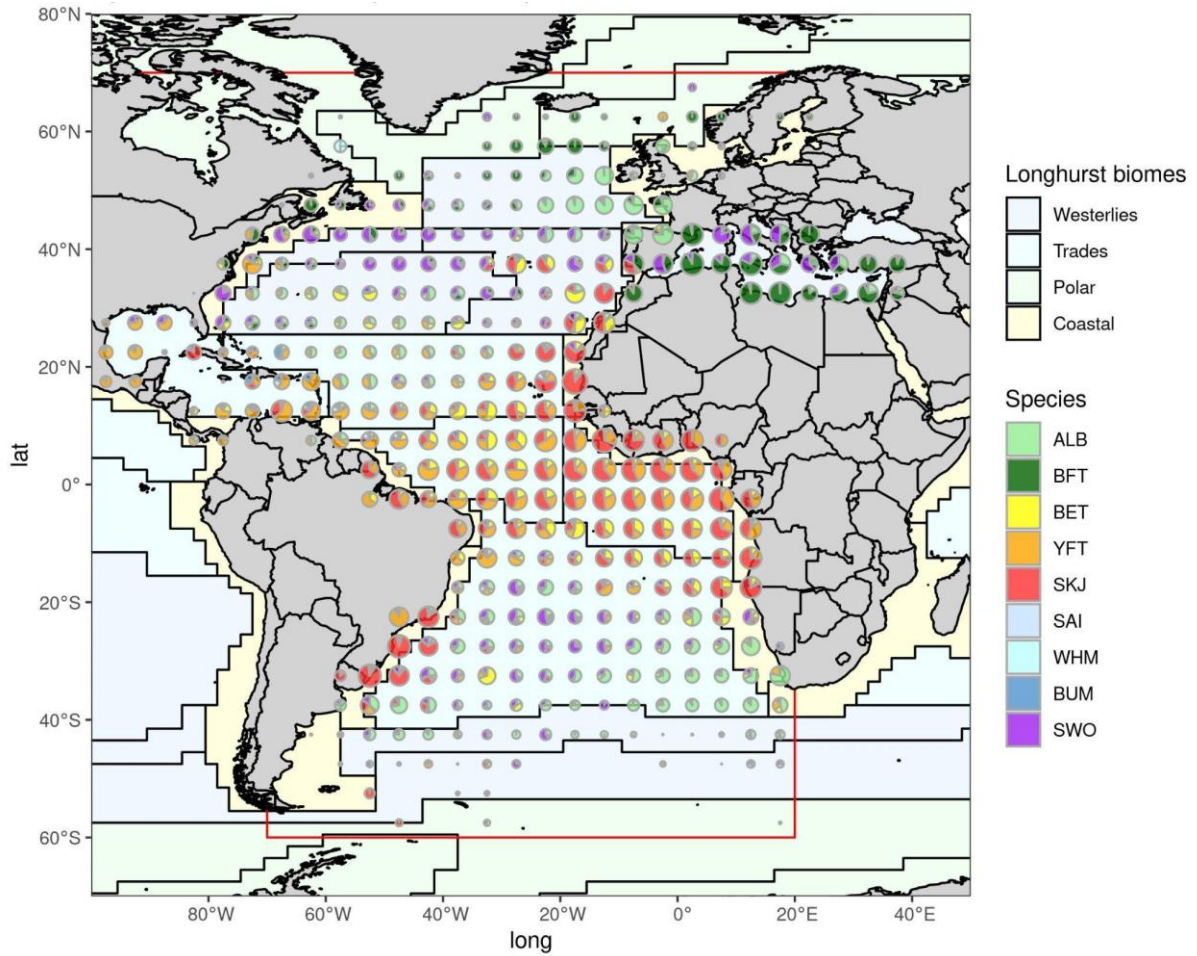 80°N
60°N
40°N
20°N
0°
20°S
40°S
60°S
lat
80°W
60°W
40°W
20°W
0°
20°E
40°E
long
Longhurst biomes
Westerlies
Trades
Polar
Coastal
Species
ALB
BFT
BET
YFT
SKJ
SAI
WHM
BUM
SWO